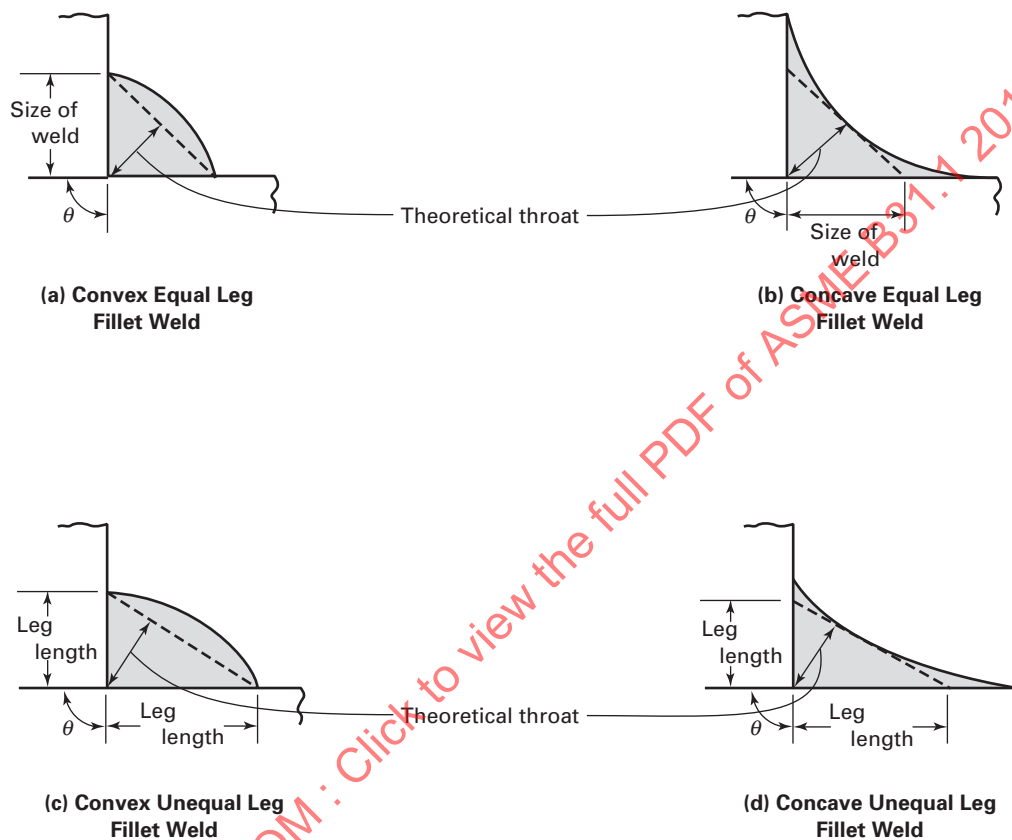 Size of
weld
θ
Theoretical throat
θ
Size of
weld
(a) Convex Equal Leg
Fillet Weld
(b) Concave Equal Leg
Fillet Weld
Leg
length
θ
Leg
length
Theoretical throat
Leg
length
θ
Leg
length
(c) Convex Unequal Leg
Fillet Weld
(d) Concave Unequal Leg
Fillet Weld
OM : Click to view the full PDF of ASME B31.1 201